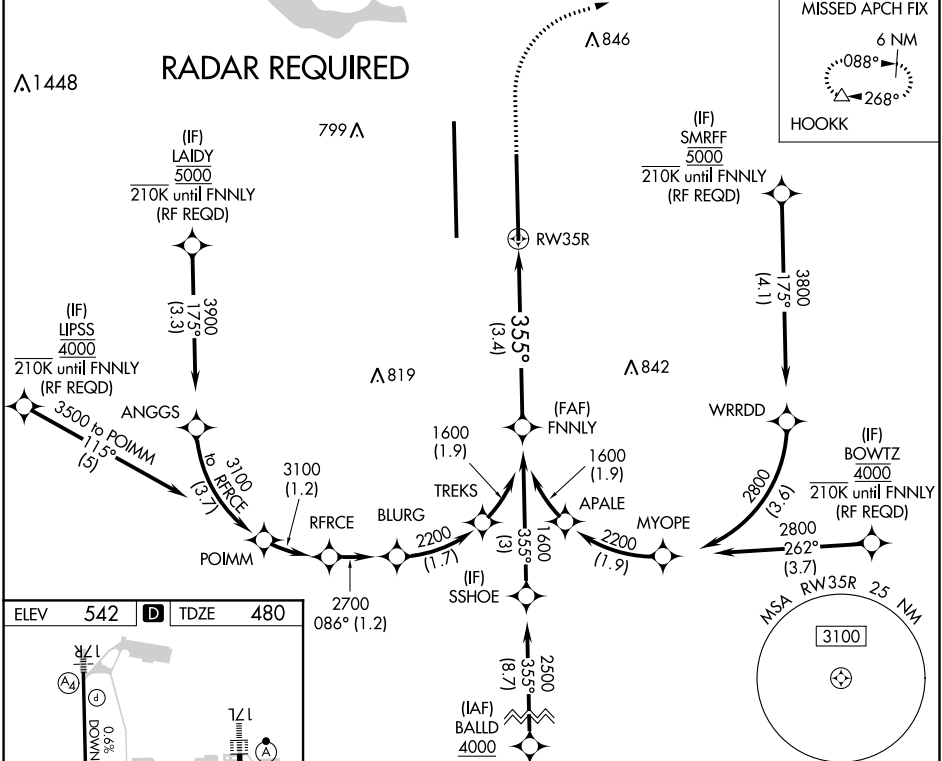 MISSED APCH FIX
6 NM
088°
268°
HOOKK
846
RADAR REQUIRED
1448
799
(IF)
LAIDY
5000
210K until FNNLY
(RF REQD)
(IF)
SMRFF
5000
210K until FNNLY
(RF REQD)
RW35R
3900
175°
(3.3)
3800
175°
(4.1)
(IF)
LIPSS
4000
210K until FNNLY
(RF REQD)
355°
(3.4)
819
842
ANGGS
(FAF)
FNNLY
WRRDD
3500 to POIMM
115°
(5)
3100
to RFRCE
(3.7)
3100
(1.2)
1600
(1.9)
1600
(1.9)
(IF)
BOWTZ
4000
210K until FNNLY
(RF REQD)
2800
(3.6)
TREKS
APALE
POIMM
RFRCE
BLURG
2200
(1.7)
1600
355°
(3)
2200
(1.9)
MYOPE
2800
262°
(3.7)
2700
086° (1.2)
(IF)
SSHOE
MSA RW35R 25 NM
3100
2500
355°
(8.7)
(IAF)
BALLD
4000
ELEV 542 D TDZE 480
17R
A4
P
0.6%
DOWN
17L
A